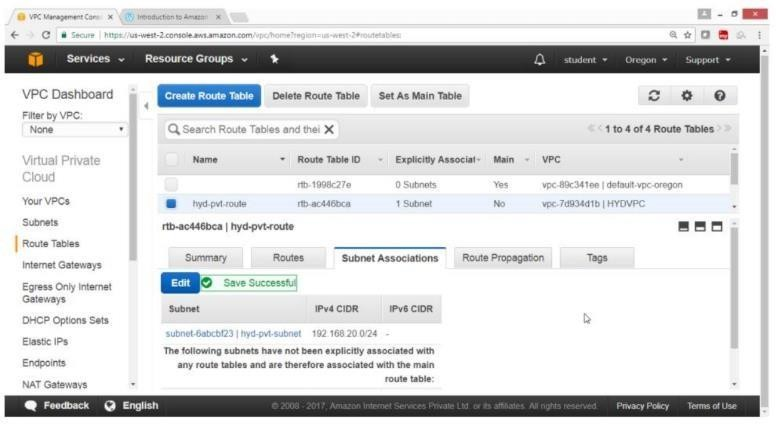 VPC Management Consol
Introduction to Amazon
Secure | https://us-west-2.console.aws.amazon.com/vpc/home?region=us-west-2#routetables:
Services
Resource Groups
student
Oregon
Support
VPC Dashboard
Filter by VPC:
None
Virtual Private
Cloud
Your VPCs
Subnets
Route Tables
Internet Gateways
Egress Only Internet
Gateways
DHCP Options Sets
Elastic IPs
Endpoints
NAT Gateways
Create Route Table
Delete Route Table
Set As Main Table
Search Route Tables and thei
1 to 4 of 4 Route Tables
Name Route Table ID Explicitly Associat Main VPC
rtb-1998c27e 0 Subnets Yes vpc-89c341ee | default-vpc-oregon
hyd-pvt-route rtb-ac446bca 1 Subnet No vpc-7d934d1b | HYDVPC
rtb-ac446bca | hyd-pvt-route
Summary Routes Subnet Associations Route Propagation Tags
Edit Save Successful
Subnet IPv4 CIDR IPv6 CIDR
subnet-6abcbf23 | hyd-pvt-subnet 192.168.20.0/24 -
The following subnets have not been explicitly associated with
any route tables and are therefore associated with the main
route table:
Feedback
English
© 2008 - 2017, Amazon Internet Services Private Ltd. or its affiliates. All rights reserved.
Privacy Policy
Terms of Use